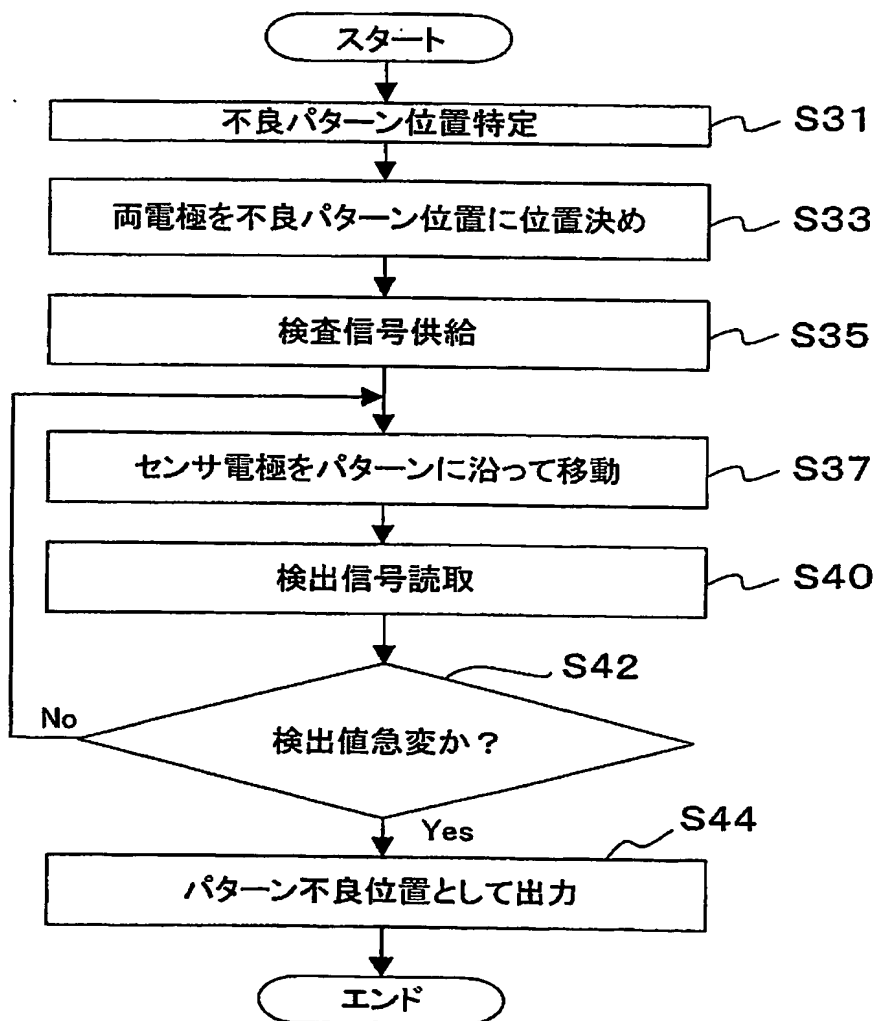 スタート
不良パターン位置特定
S31
両電極を不良パターン位置に位置決め
S33
検査信号供給
S35
センサ電極をパターンに沿って移動
S37
検出信号読取
S40
S42
No
検出値急変か？
Yes
S44
パターン不良位置として出力
エンド